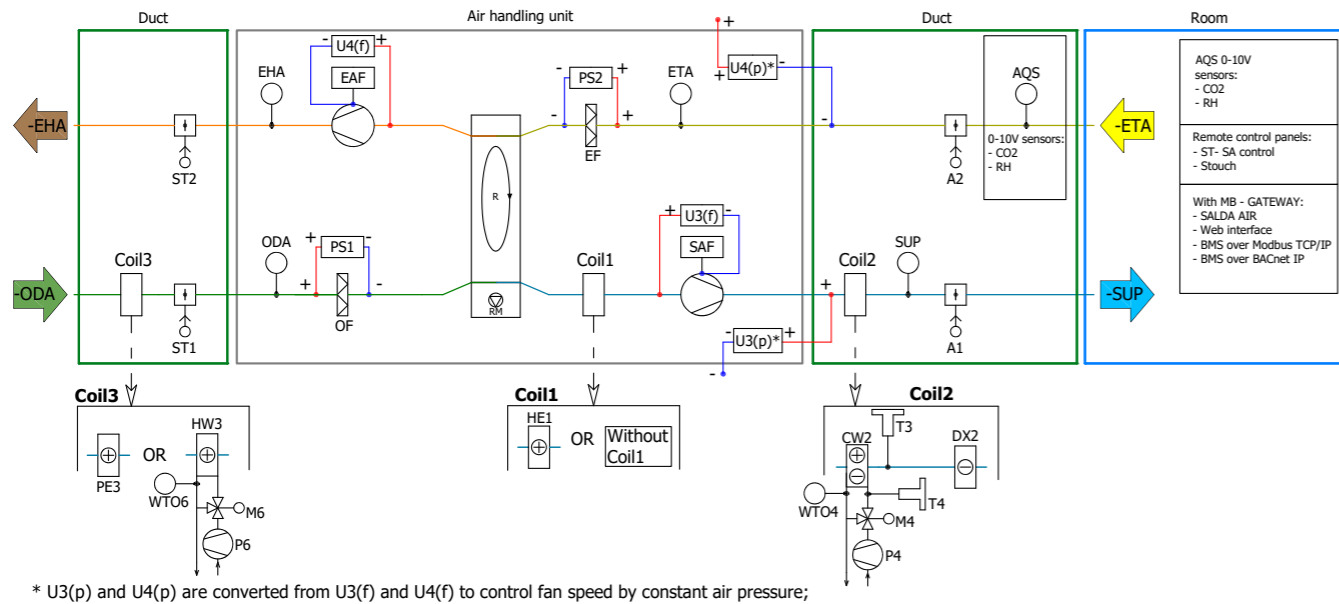 Duct
Air handling unit
Duct
Room
- U4(f) +
EHA
EAF
- PS2 +
ETA
+ U4(p)* -
AQS
AQS 0-10V
sensors:
- CO2
- RH
-EHA
- +
-
-ETA
ST2
EF
R
A2
0-10V sensors:
- CO2
- RH
Remote control panels:
- ST- SA control
- Stouch
With MB - GATEWAY:
- SALDA AIR
- Web interface
- BMS over Modbus TCP/IP
- BMS over BACnet IP
Coil3
ODA
+ PS1 -
Coil1
+ U3(f) -
SAF
Coil2
SUP
-ODA
+ -
+
-SUP
ST1
OF
RM
- U3(p)* +
A1
Coil3
Coil1
Coil2
PE3
OR
HW3
WTO6
M6
P6
HE1
OR
Without
Coil1
CW2
T3
DX2
WTO4
T4
M4
P4
* U3(p) and U4(p) are converted from U3(f) and U4(f) to control fan speed by constant air pressure;